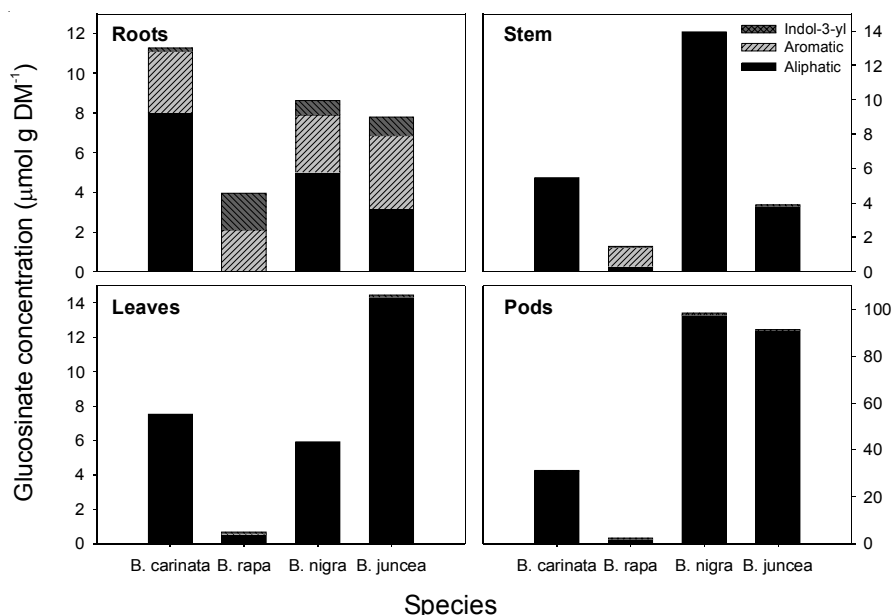 Glucosinate concentration (μmol g DM⁻¹)
Roots
12
10
8
6
4
2
0
Stem
Indol-3-yl
Aromatic
Aliphatic
14
12
10
8
6
4
2
0
Leaves
14
12
10
8
6
4
2
0
B. carinata B. rapa B. nigra B. juncea
Pods
100
80
60
40
20
0
B. carinata B. rapa B. nigra B. juncea
Species